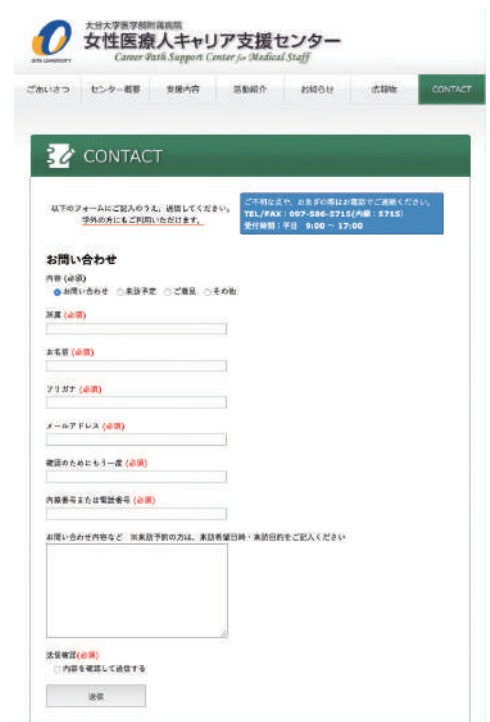 大分大学医学部附属病院
女性医療人キャリア支援センター
Career Path Support Center for Medical Staff
OITA UNIVERSITY
ごあいさつ センター概要 支援内容 活動紹介 お知らせ 広報物 CONTACT
CONTACT
以下のフォームにご記入のうえ、送信してください。
学外の方にもご利用いただけます。
ご不明な点や、お急ぎの際はお電話でご連絡ください。
TEL/FAX:097-586-5715(内線:5715)
受付時間:平日 9:00 ~ 17:00
お問い合わせ
内容 (必須)
お問い合わせ 来訪予定 ご意見 その他
所属 (必須)
お名前 (必須)
フリガナ (必須)
メールアドレス (必須)
確認のためにもう一度 (必須)
内線番号または電話番号 (必須)
お問い合わせ内容など ※来訪予約の方は、来訪希望日時・来訪目的をご記入ください
送信確認(必須)
内容を確認して送信する
送信